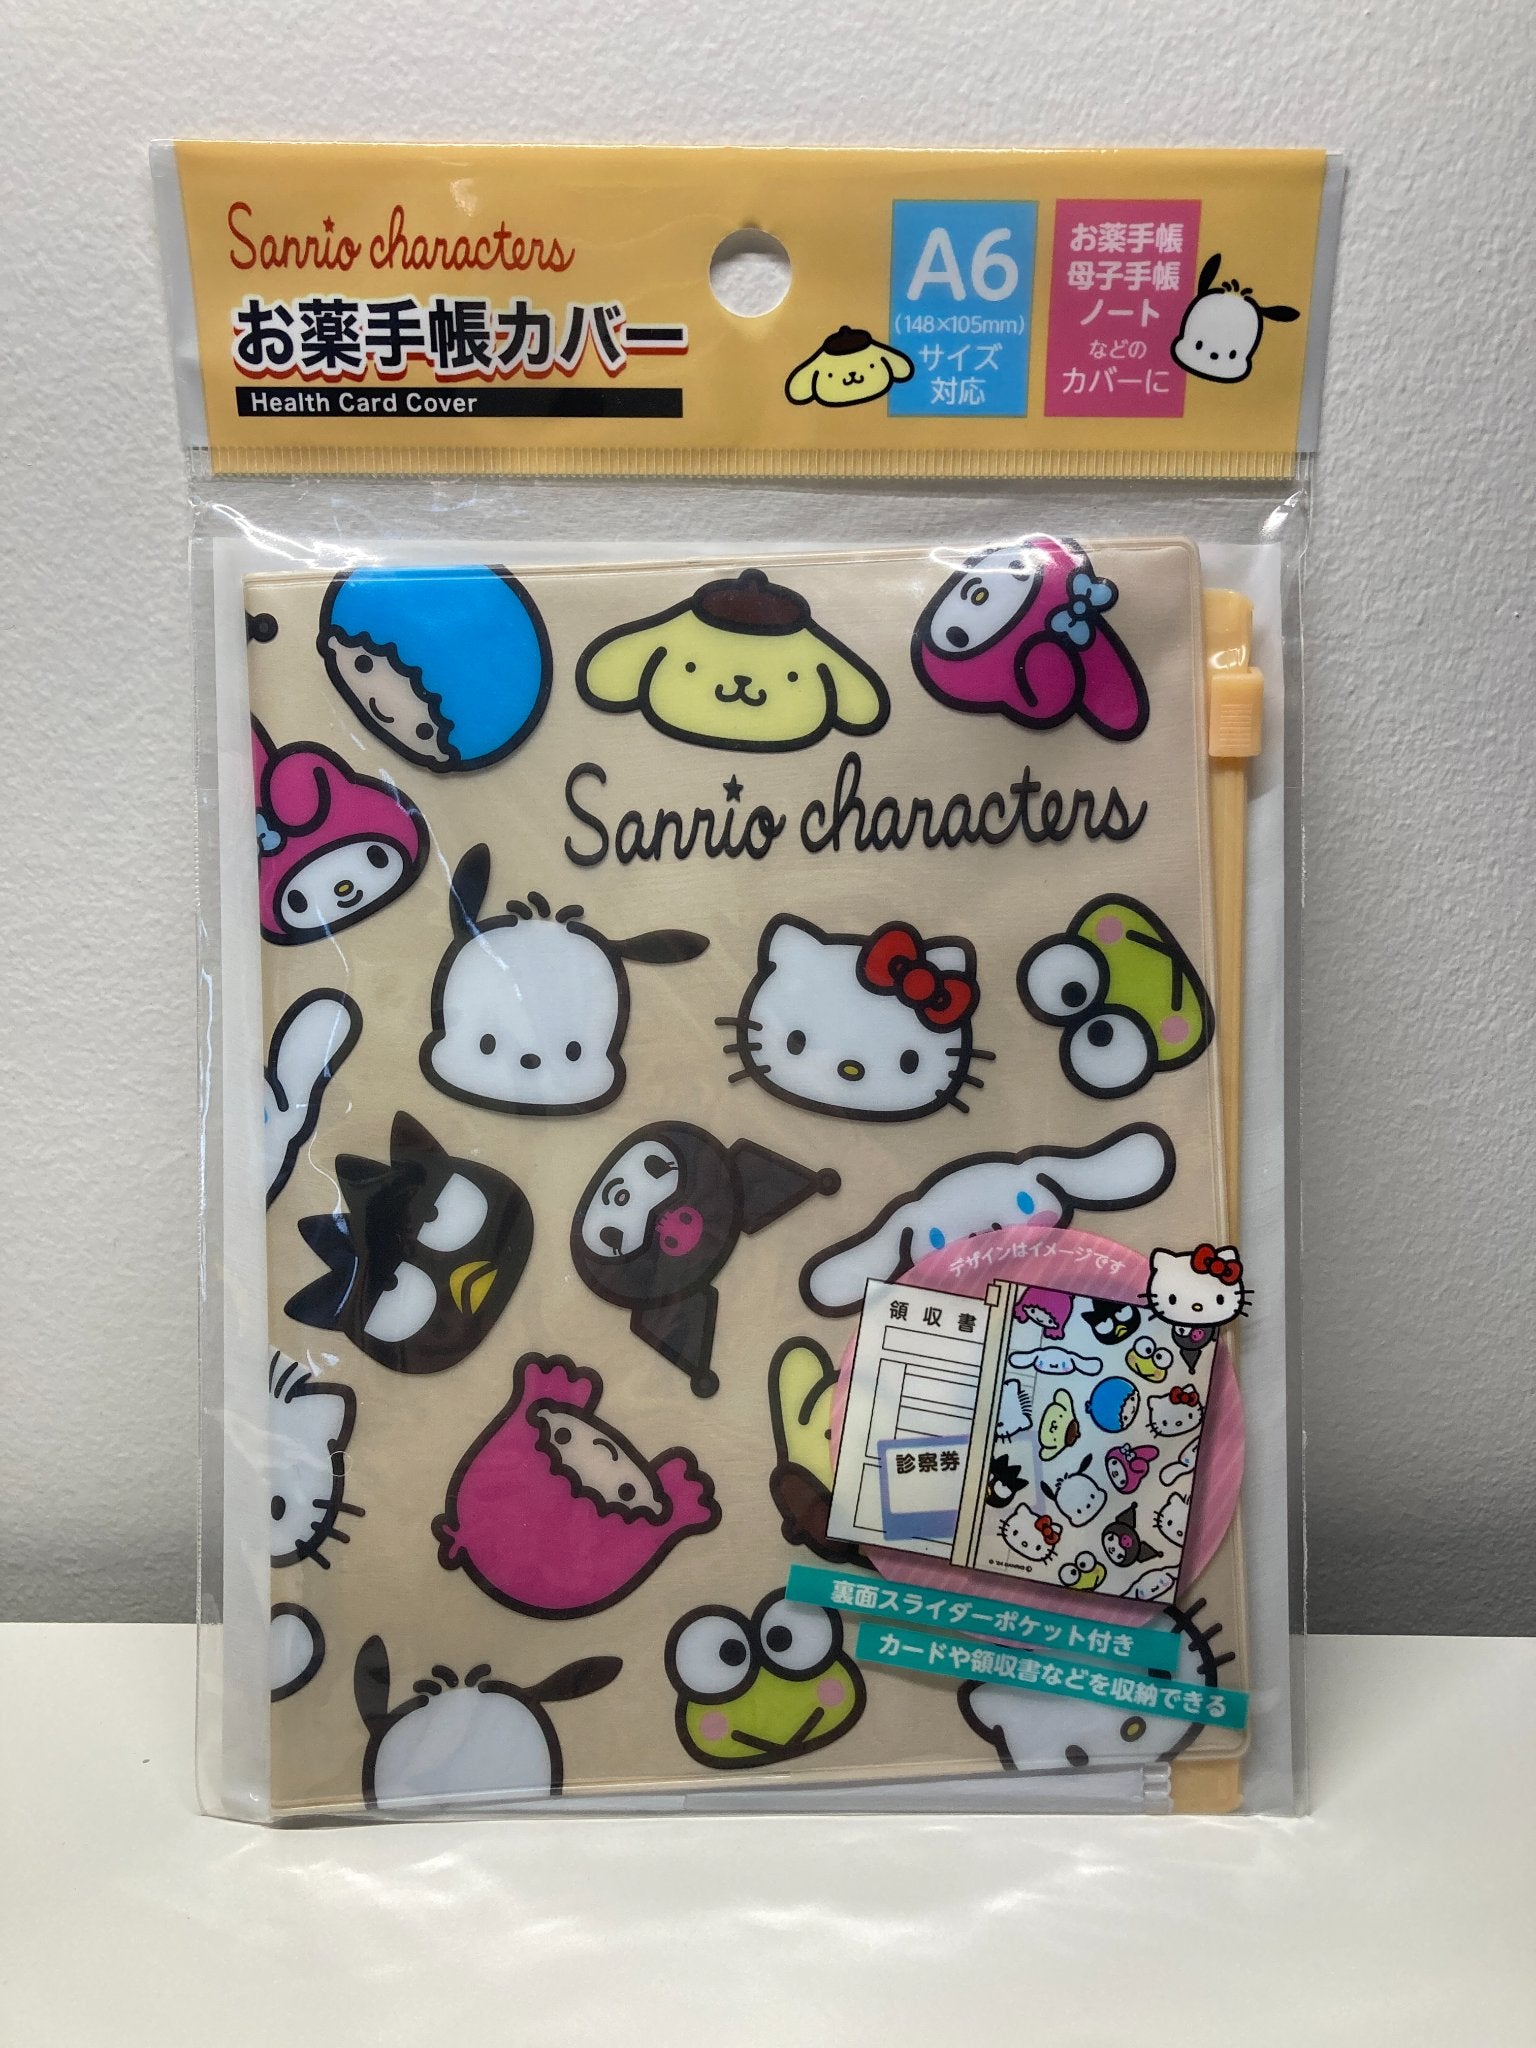 Sanrio characters
お薬手帳カバー
Health Card Cover
A6
(148×105mm)
サイズ
対応
お薬手帳
母子手帳
ノート
などの
カバーに
Sanrio characters
デザインはイメージです
領収書
診察券
裏面スライダーポケット付き
カードや領収書などを収納できる